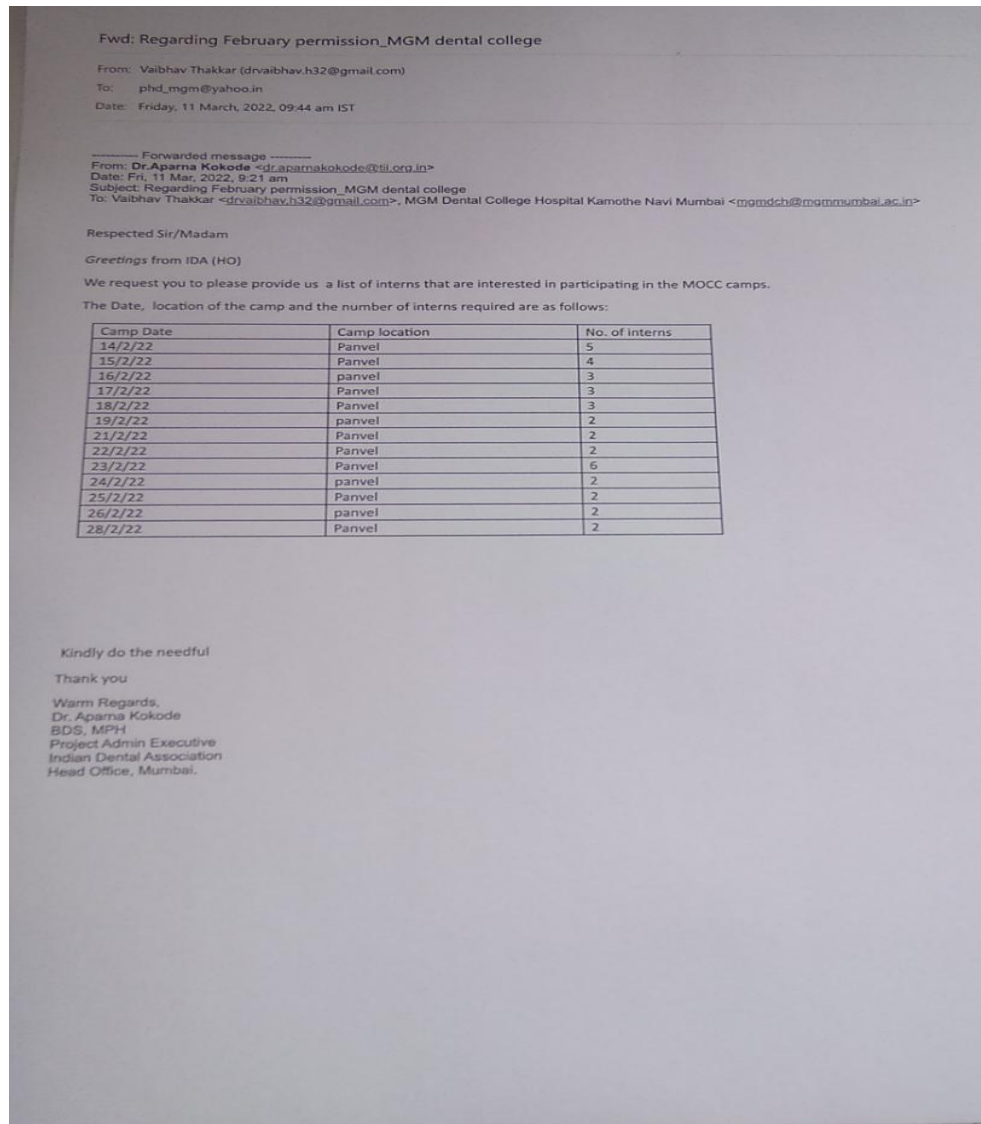 Fwd: Regarding February permission_MGM dental college
From: Vaibhav Thakkar (drvaibhav.h32@gmail.com)
To: phd_mgm@yahoo.in
Date: Friday, 11 March, 2022, 09:44 am IST
---------- Forwarded message ----------
From: Dr.Aparna Kokode <dr.aparnakokode@tii.org.in>
Date: Fri, 11 Mar, 2022, 9:21 am
Subject: Regarding February permission_MGM dental college
To: Vaibhav Thakkar <drvaibhav.h32@gmail.com>, MGM Dental College Hospital Kamothe Navi Mumbai <mgmdch@mgmmumbai.ac.in>
Respected Sir/Madam
Greetings from IDA (HO)
We request you to please provide us a list of interns that are interested in participating in the MOCC camps.
The Date, location of the camp and the number of interns required are as follows:
Camp Date Camp location No. of interns
14/2/22 Panvel 5
15/2/22 Panvel 4
16/2/22 panvel 3
17/2/22 Panvel 3
18/2/22 Panvel 3
19/2/22 panvel 2
21/2/22 Panvel 2
22/2/22 Panvel 2
23/2/22 Panvel 6
24/2/22 panvel 2
25/2/22 Panvel 2
26/2/22 panvel 2
28/2/22 Panvel 2
Kindly do the needful
Thank you
Warm Regards,
Dr. Aparna Kokode
BDS, MPH
Project Admin Executive
Indian Dental Association
Head Office, Mumbai.